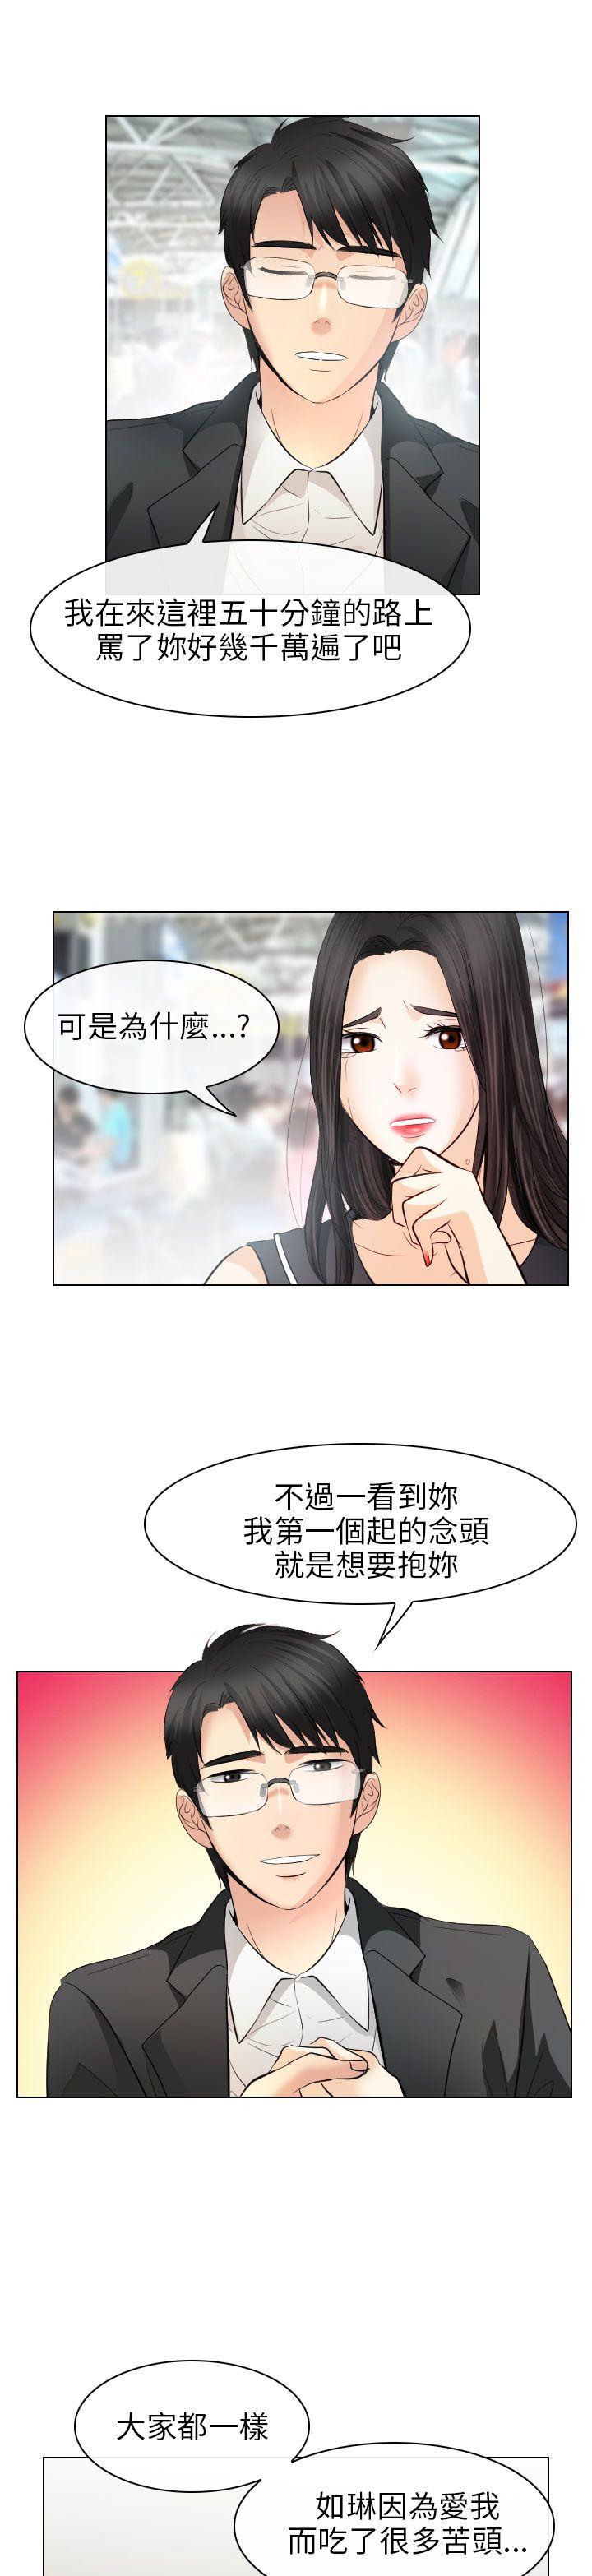 我在來這裡五十分鐘的路上
罵了妳好幾千萬遍了吧
可是為什麼...?
不過一看到妳
我第一個起的念頭
就是想要抱妳
大家都一樣
如琳因為愛我
而吃了很多苦頭...